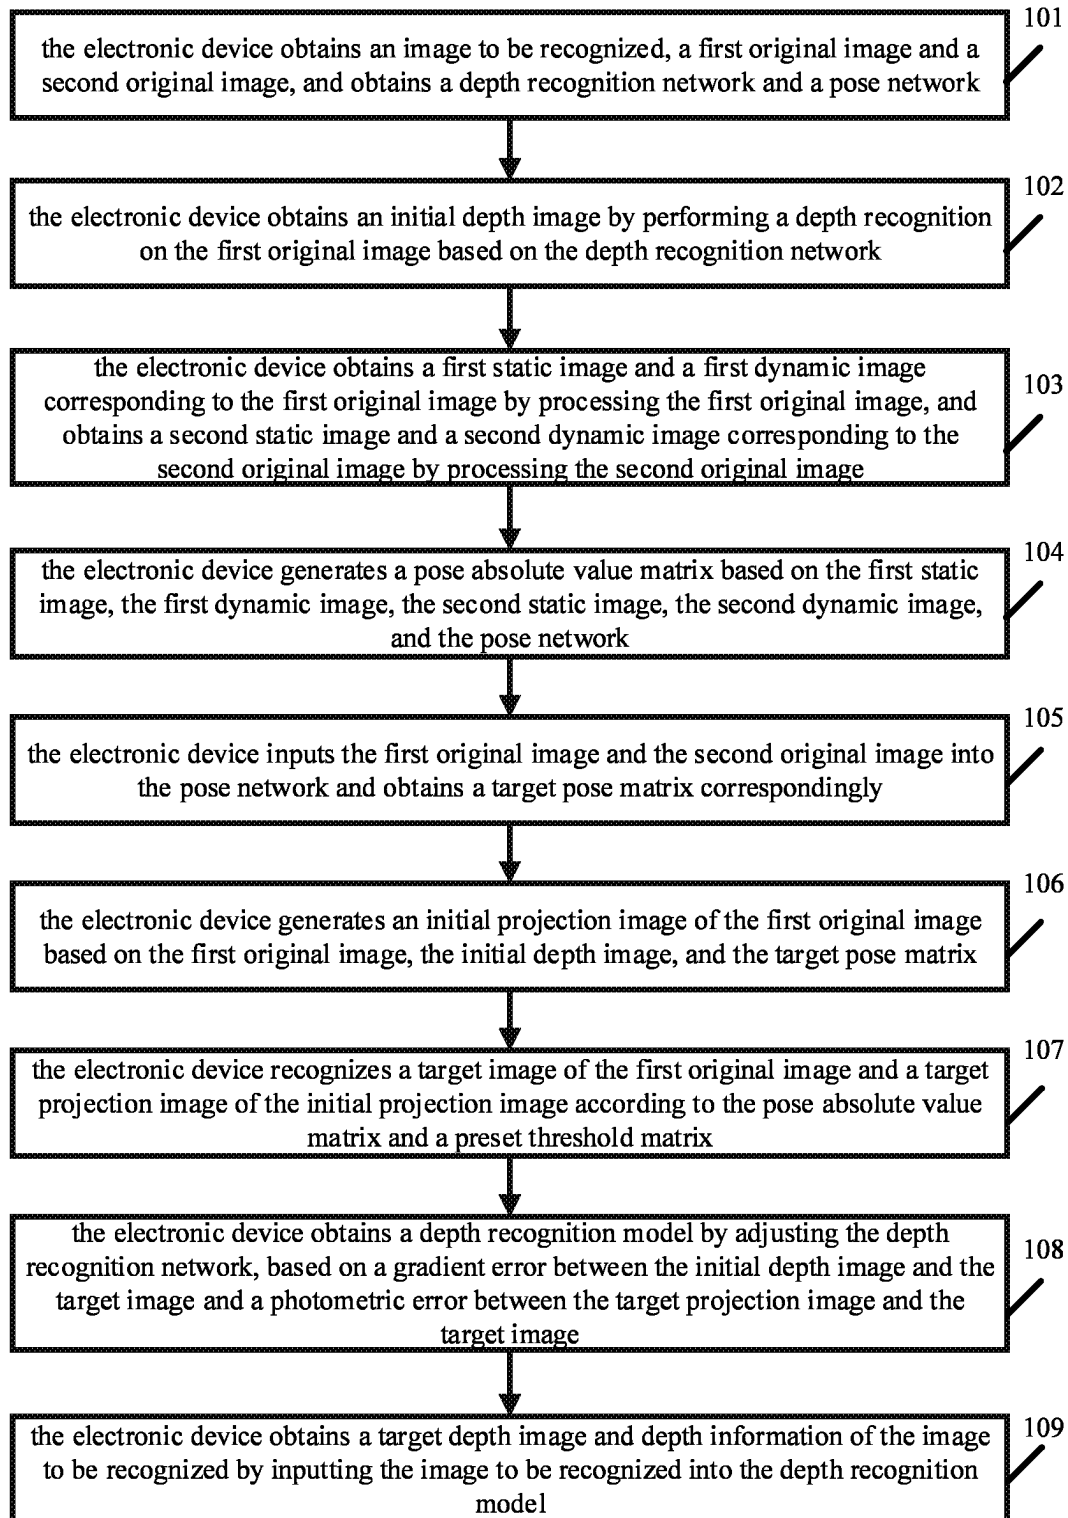 101
the electronic device obtains an image to be recognized, a first original image and a
second original image, and obtains a depth recognition network and a pose network
102
the electronic device obtains an initial depth image by performing a depth recognition
on the first original image based on the depth recognition network
103
the electronic device obtains a first static image and a first dynamic image
corresponding to the first original image by processing the first original image, and
obtains a second static image and a second dynamic image corresponding to the
second original image by processing the second original image
104
the electronic device generates a pose absolute value matrix based on the first static
image, the first dynamic image, the second static image, the second dynamic image,
and the pose network
105
the electronic device inputs the first original image and the second original image into
the pose network and obtains a target pose matrix correspondingly
106
the electronic device generates an initial projection image of the first original image
based on the first original image, the initial depth image, and the target pose matrix
107
the electronic device recognizes a target image of the first original image and a target
projection image of the initial projection image according to the pose absolute value
matrix and a preset threshold matrix
108
the electronic device obtains a depth recognition model by adjusting the depth
recognition network, based on a gradient error between the initial depth image and the
target image and a photometric error between the target projection image and the
target image
109
the electronic device obtains a target depth image and depth information of the image
to be recognized by inputting the image to be recognized into the depth recognition
model